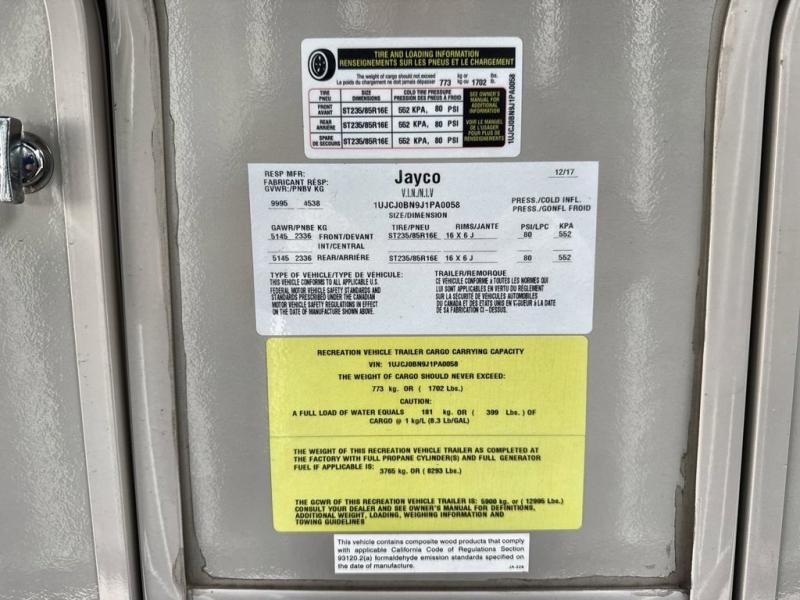 TIRE AND LOADING INFORMATION
RENSEIGNEMENTS SUR LES PNEUS ET LE CHARGEMENT
The weight of cargo should not exceed
Le poids du chargement ne doit jamais dépasser 773 kg or kg ou 1702 lbs. lb.
TIRE PNEU SIZE DIMENSIONS COLD TIRE PRESSURE PRESSION DES PNEUS À FROID
FRONT AVANT ST235/85R16E 552 KPA, 80 PSI
REAR ARRIÈRE ST235/85R16E 552 KPA, 80 PSI
SPARE DE SECOURS ST235/85R16E 552 KPA, 80 PSI
SEE OWNER'S
MANUAL FOR
ADDITIONAL
INFORMATION
VOIR LE MANUEL
DE L'USAGER
POUR PLUS DE
RENSEIGNEMENTS
1UJCJ0BN9J1PA0058
RESP MFR: Jayco 12/17
FABRICANT RESP:
GVWR:/PNBV KG V.I.N./N.I.V
9995 4538 1UJCJ0BN9J1PA0058 PRESS./COLD INFL.
SIZE/DIMENSION PRESS./GONFL FROID
GAWR/PNBE KG TIRE/PNEU RIMS/JANTE PSI/LPC KPA
5145 2336 FRONT/DEVANT ST235/85R16E 16 X 6 J 80 552
INT/CENTRAL
5145 2336 REAR/ARRIÉRE ST235/85R16E 16 X 6 J 80 552
TYPE OF VEHICLE/TYPE DE VÉHICULE: TRAILER/REMORQUE
THIS VEHICLE CONFORMS TO ALL APPLICABLE U.S.
FEDERAL MOTOR VEHICLE SAFETY STANDARDS AND
STANDARDS PRESCRIBED UNDER THE CANADIAN
MOTOR VEHICLE SAFETY REGULATIONS IN EFFECT
ON THE DATE OF MANUFACTURE SHOWN ABOVE.
CE VÉHICULE CONFORME à TOUTES LES NORMES QUI
LUI SONT APPLICABLES EN VERTU DU RÈGLEMENT
SUR LA SÉCURITÉ DE VÉHICULES AUTOMOBILES
DU CANADA ET DES ETATS UNIS EN VIGUEUR à LA DATE
DE SA FABRICATION CI - DESSUS.
RECREATION VEHICLE TRAILER CARGO CARRYING CAPACITY
VIN: 1UJCJ0BN9J1PA0058
THE WEIGHT OF CARGO SHOULD NEVER EXCEED:
773 kg. OR ( 1702 Lbs.)
CAUTION:
A FULL LOAD OF WATER EQUALS 181 kg. OR ( 399 Lbs. ) OF
CARGO @ 1 kg/L (8.3 Lb/GAL)
THE WEIGHT OF THIS RECREATION VEHICLE TRAILER AS COMPLETED AT
THE FACTORY WITH FULL PROPANE CYLINDER(S) AND FULL GENERATOR
FUEL IF APPLICABLE IS:
3765 kg. OR ( 8293 Lbs.)
THE GCWR OF THIS RECREATION VEHICLE TRAILER IS: 5900 kg. or ( 12995 Lbs.)
CONSULT YOUR DEALER AND SEE OWNER'S MANUAL FOR DEFINITIONS,
ADDITIONAL WEIGHT, LOADING, WEIGHING INFORMATION AND
TOWING GUIDELINES
This vehicle contains composite wood products that comply
with applicable California Code of Regulations Section
93120.2(a) formaldehyde emission standards specified on
the date of manufacture.